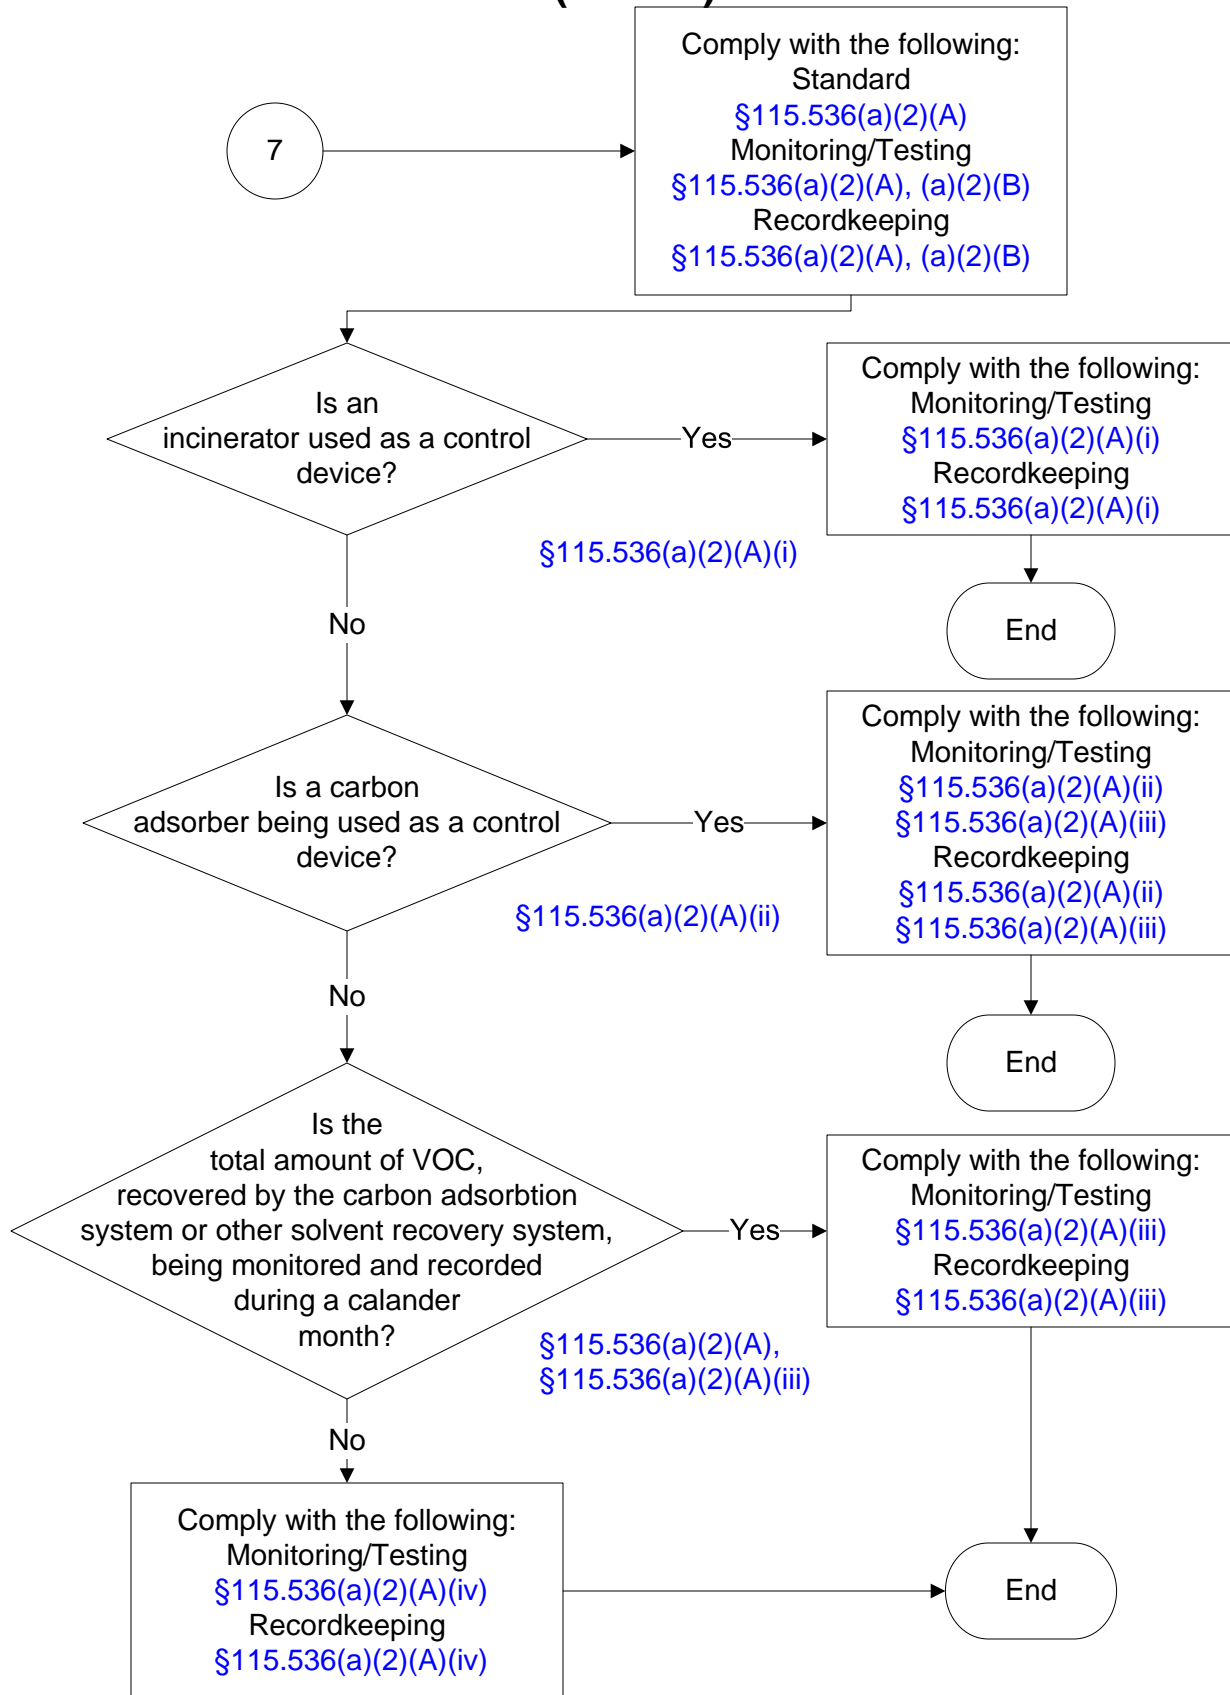 Comply with the following:
Standard
§115.536(a)(2)(A)
Monitoring/Testing
§115.536(a)(2)(A), (a)(2)(B)
Recordkeeping
§115.536(a)(2)(A), (a)(2)(B)
7
Is an
incinerator used as a control
device?
Yes
Comply with the following:
Monitoring/Testing
§115.536(a)(2)(A)(i)
Recordkeeping
§115.536(a)(2)(A)(i)
§115.536(a)(2)(A)(i)
No
End
Is a carbon
adsorber being used as a control
device?
Yes
Comply with the following:
Monitoring/Testing
§115.536(a)(2)(A)(ii)
§115.536(a)(2)(A)(iii)
Recordkeeping
§115.536(a)(2)(A)(ii)
§115.536(a)(2)(A)(iii)
§115.536(a)(2)(A)(ii)
No
End
Is the
total amount of VOC,
recovered by the carbon adsorbtion
system or other solvent recovery system,
being monitored and recorded
during a calander
month?
Yes
Comply with the following:
Monitoring/Testing
§115.536(a)(2)(A)(iii)
Recordkeeping
§115.536(a)(2)(A)(iii)
§115.536(a)(2)(A),
§115.536(a)(2)(A)(iii)
No
Comply with the following:
Monitoring/Testing
§115.536(a)(2)(A)(iv)
Recordkeeping
§115.536(a)(2)(A)(iv)
End